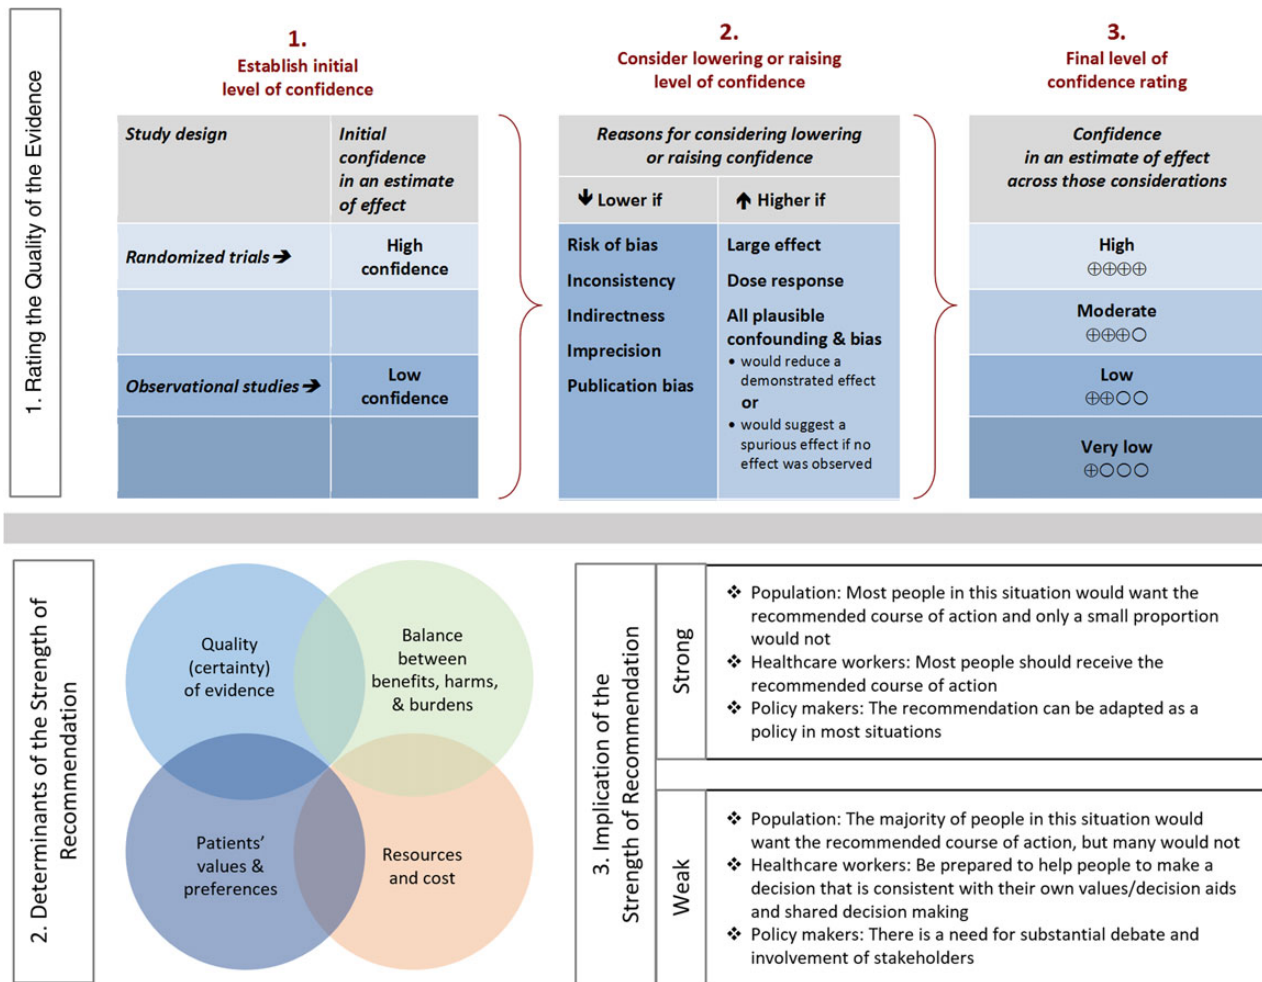 1. Rating the Quality of the Evidence
1.
Establish initial
level of confidence
Study design
Initial
confidence
in an estimate
of effect
Randomized trials ➔
High
confidence
Observational studies ➔
Low
confidence
2.
Consider lowering or raising
level of confidence
Reasons for considering lowering
or raising confidence
🡇 Lower if
🡅 Higher if
Risk of bias
Inconsistency
Indirectness
Imprecision
Publication bias
Large effect
Dose response
All plausible
confounding & bias
• would reduce a
demonstrated effect
or
• would suggest a
spurious effect if no
effect was observed
3.
Final level of
confidence rating
Confidence
in an estimate of effect
across those considerations
High
⊕⊕⊕⊕
Moderate
⊕⊕⊕○
Low
⊕⊕○○
Very low
⊕○○○
2. Determinants of the Strength of
Recommendation
Quality
(certainty)
of evidence
Balance
between
benefits, harms,
& burdens
Patients’
values &
preferences
Resources
and cost
3. Implication of the
Strength of Recommendation
Strong
❖ Population: Most people in this situation would want the
recommended course of action and only a small proportion
would not
❖ Healthcare workers: Most people should receive the
recommended course of action
❖ Policy makers: The recommendation can be adapted as a
policy in most situations
Weak
❖ Population: The majority of people in this situation would
want the recommended course of action, but many would not
❖ Healthcare workers: Be prepared to help people to make a
decision that is consistent with their own values/decision aids
and shared decision making
❖ Policy makers: There is a need for substantial debate and
involvement of stakeholders